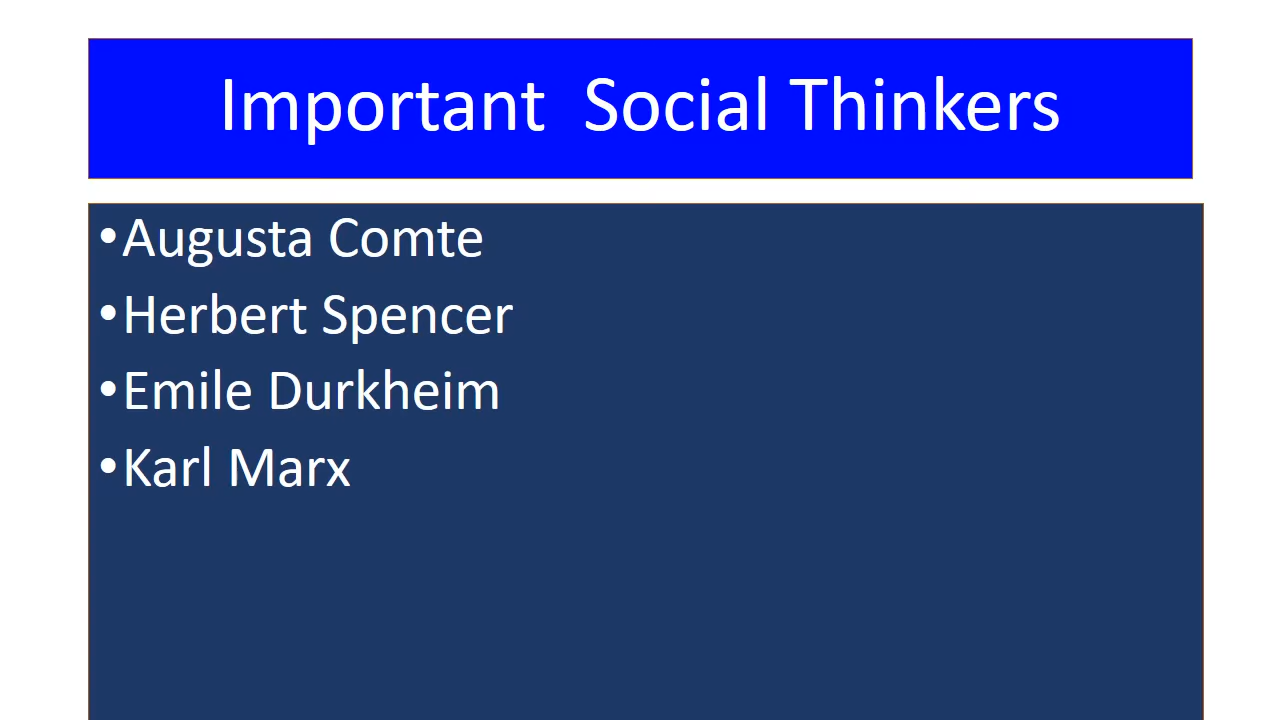 Important  Social Thinkers
•Augusta Comte
•Herbert Spencer
•Emile Durkheim
•Karl Marx